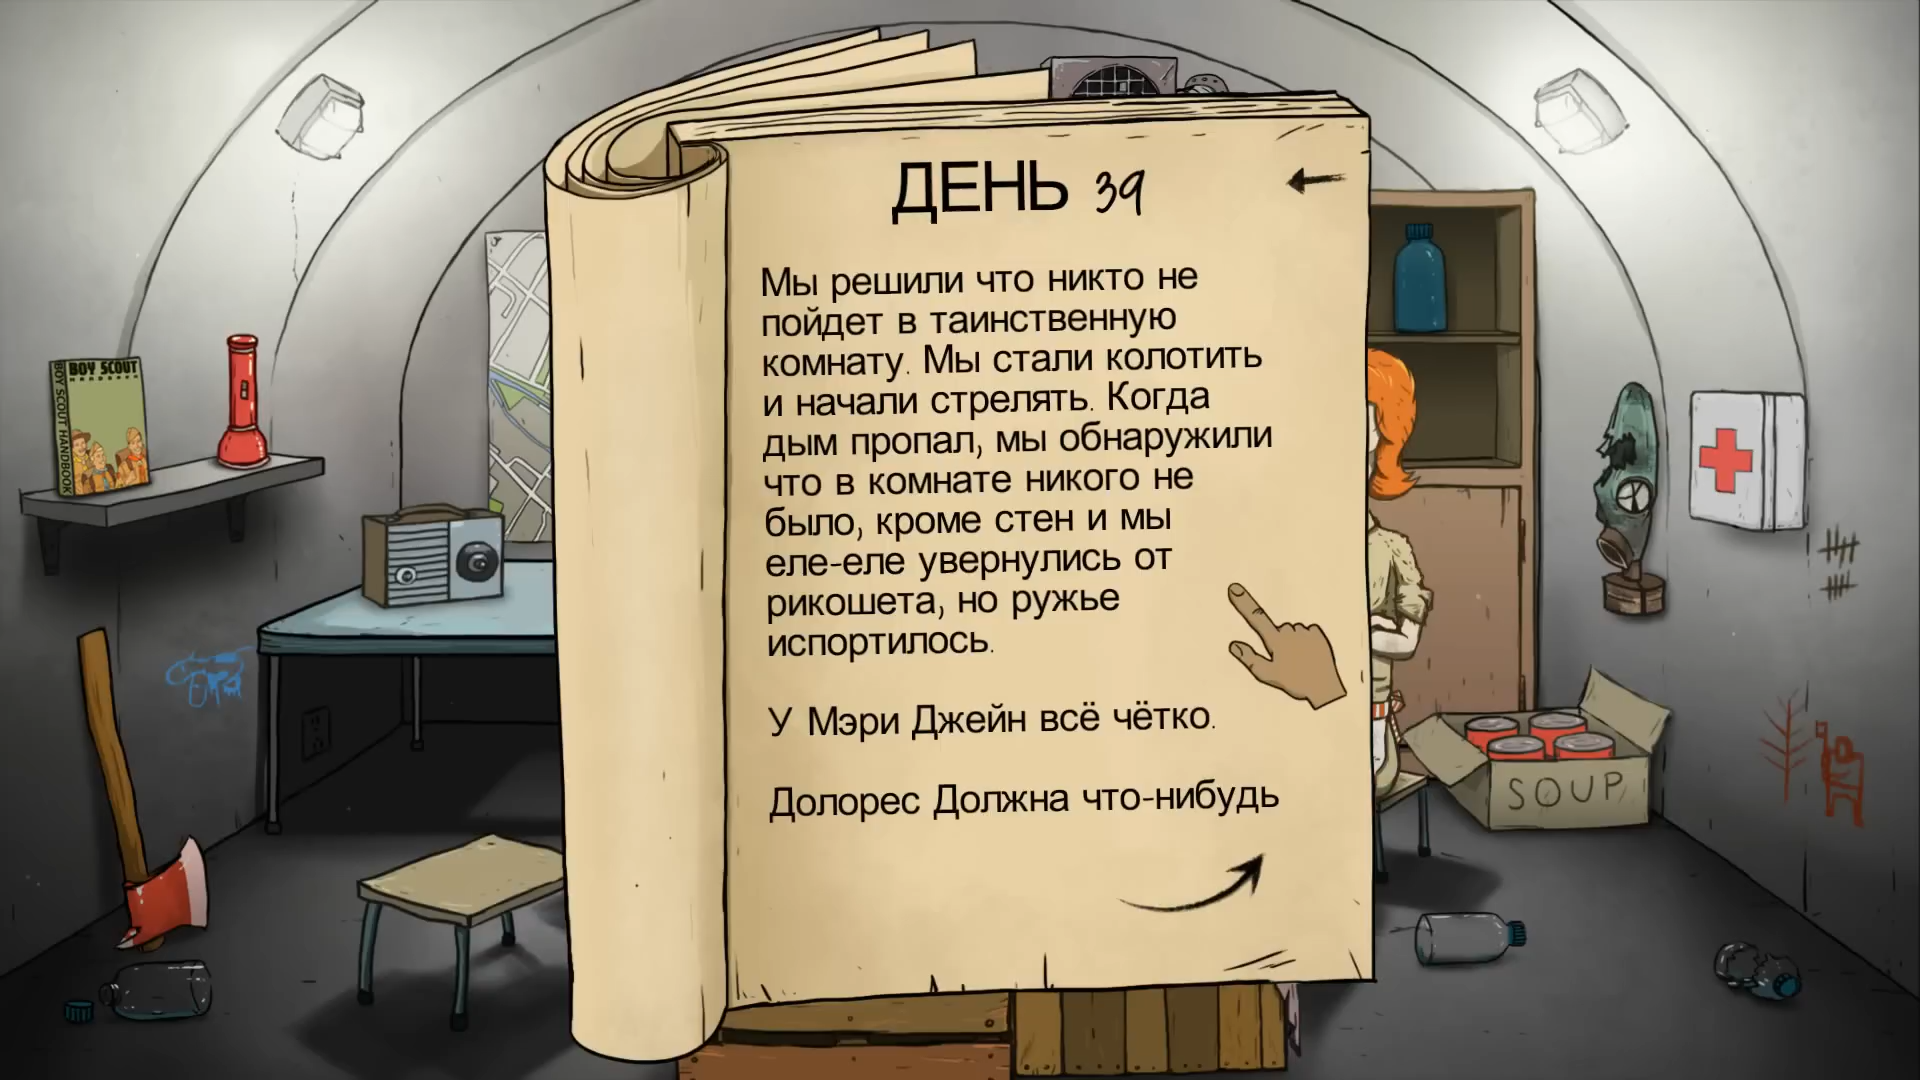 BOY SCOUT
HANDBOOK
BOY SCOUT HANDBOOK
ДЕНЬ 39
Мы решили что никто не
пойдет в таинственную
комнату. Мы стали колотить
и начали стрелять. Когда
дым пропал, мы обнаружили
что в комнате никого не
было, кроме стен и мы
еле-еле увернулись от
рикошета, но ружье
испортилось.
У Мэри Джейн всё чётко.
Долорес Должна что-нибудь
SOUP